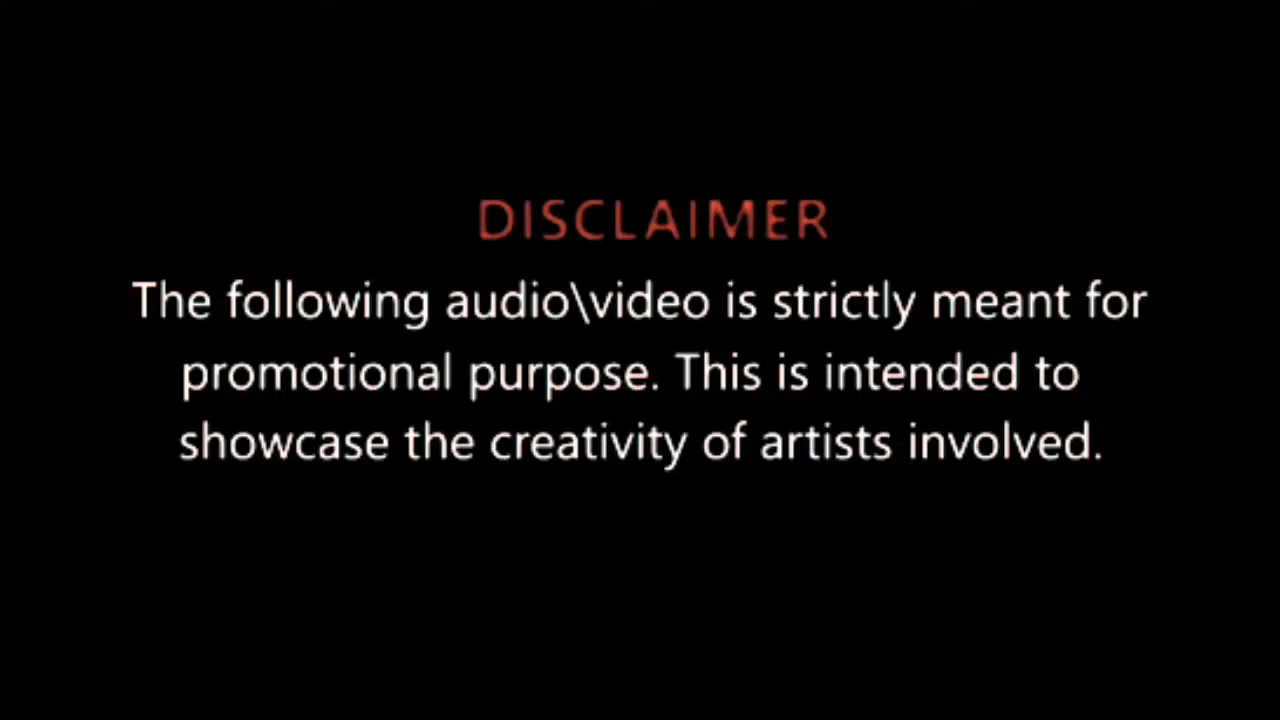 DISCLAIMER
The following audio\video is strictly meant for
promotional purpose. This is intended to
showcase the creativity of artists involved.